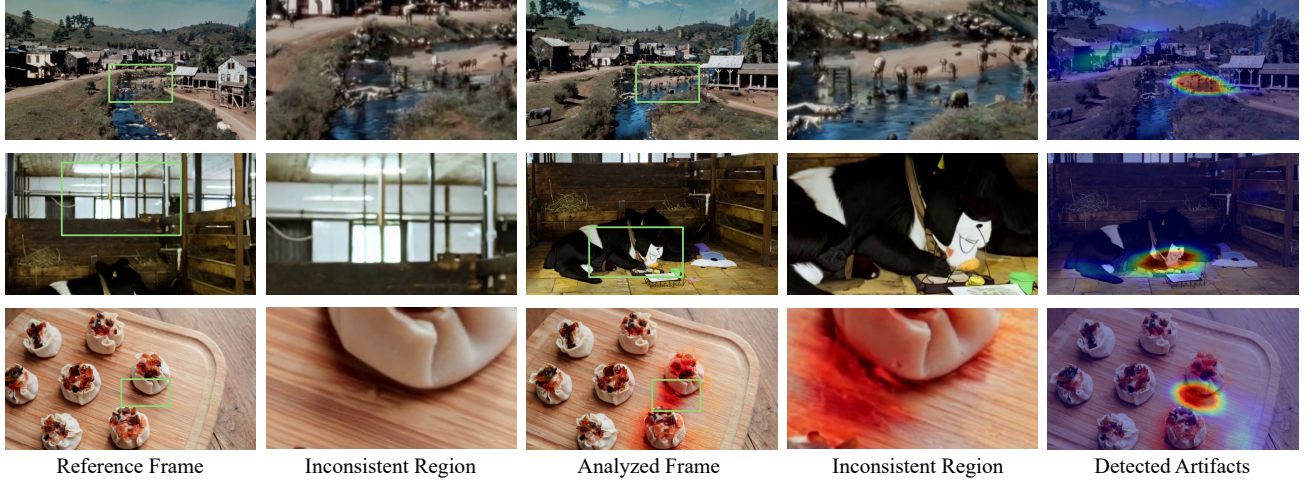 Reference Frame
Inconsistent Region
Analyzed Frame
Inconsistent Region
Detected Artifacts